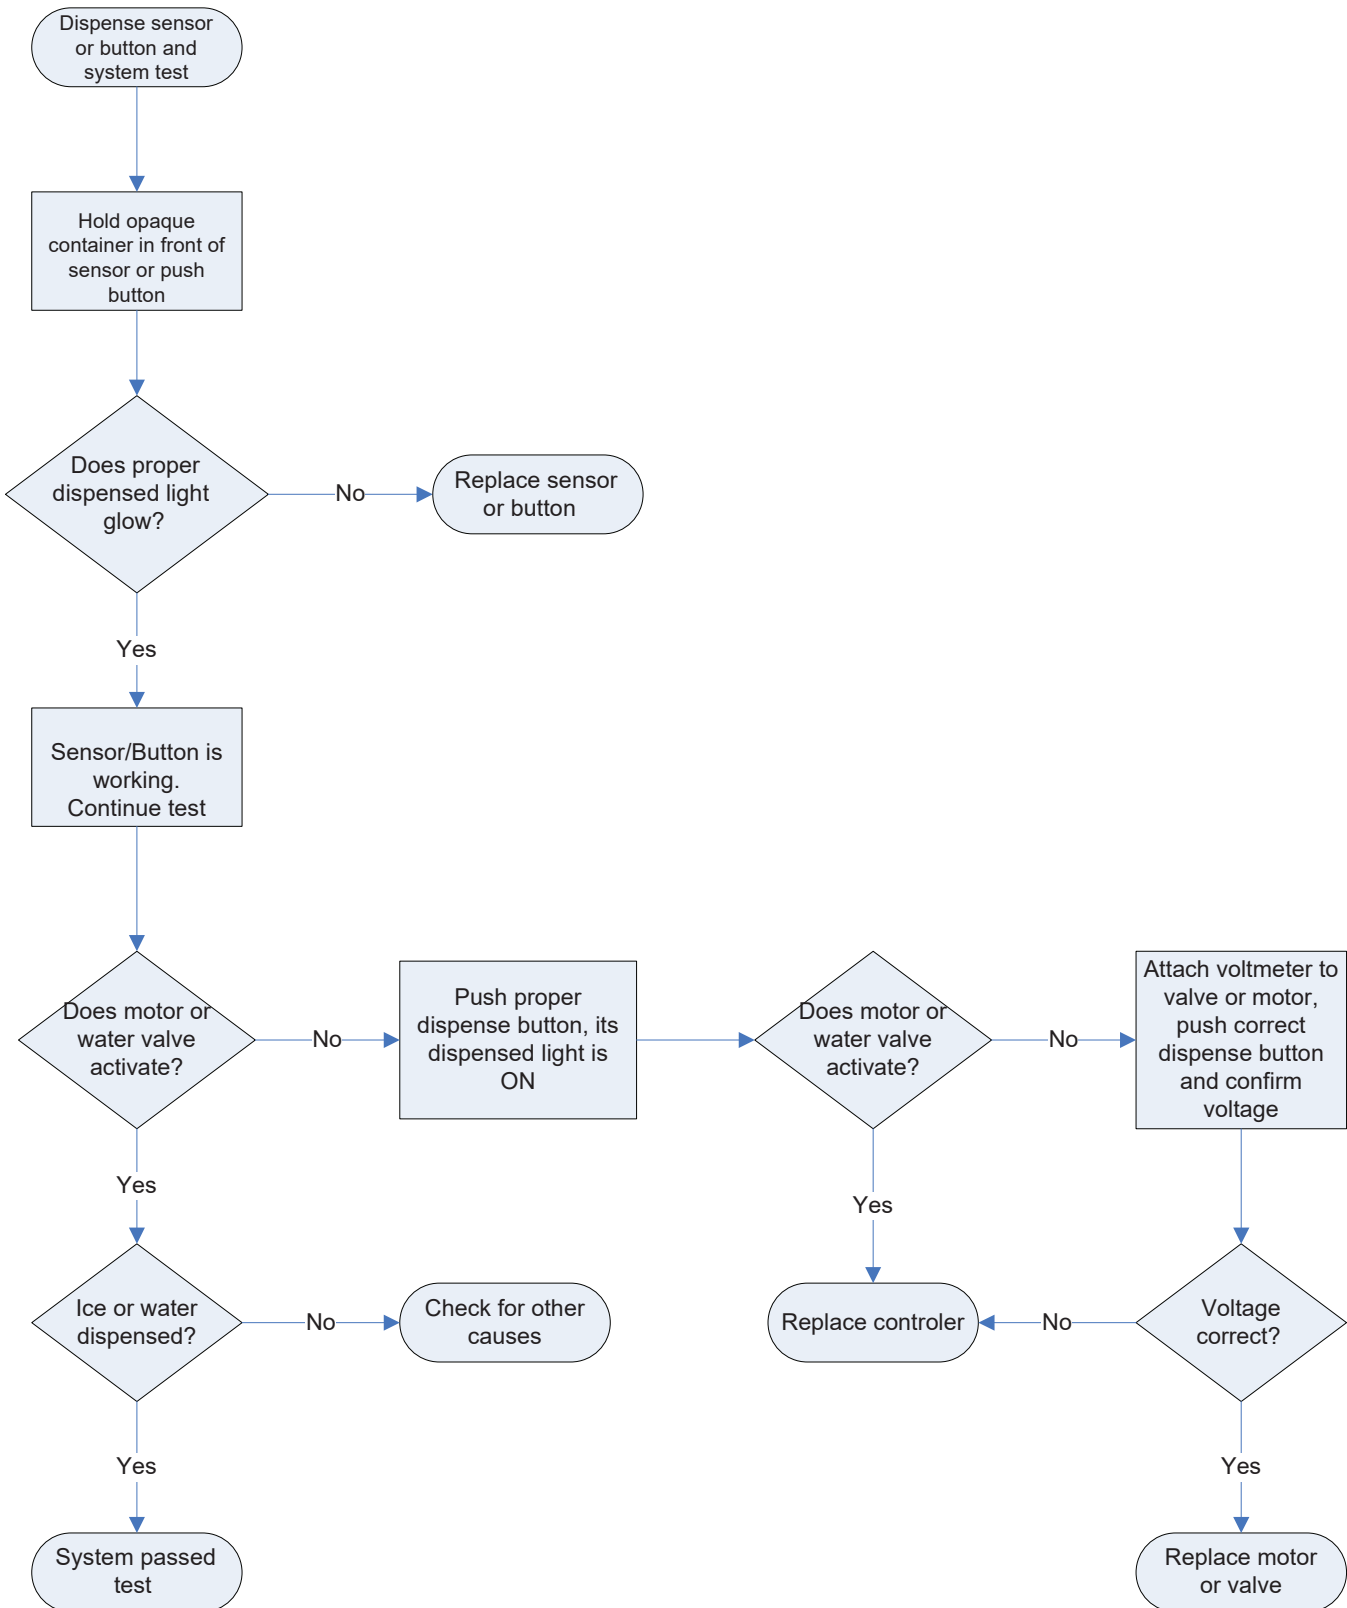 Dispense sensor
or button and
system test
Hold opaque
container in front of
sensor or push
button
Does proper
dispensed light
glow?
No
Replace sensor
or button
Yes
Sensor/Button is
working.
Continue test
Does motor or
water valve
activate?
No
Push proper
dispense button, its
dispensed light is
ON
Does motor or
water valve
activate?
No
Attach voltmeter to
valve or motor,
push correct
dispense button
and confirm
voltage
Yes
Yes
Ice or water
dispensed?
No
Check for other
causes
Replace controler
No
Voltage
correct?
Yes
Yes
System passed
test
Replace motor
or valve